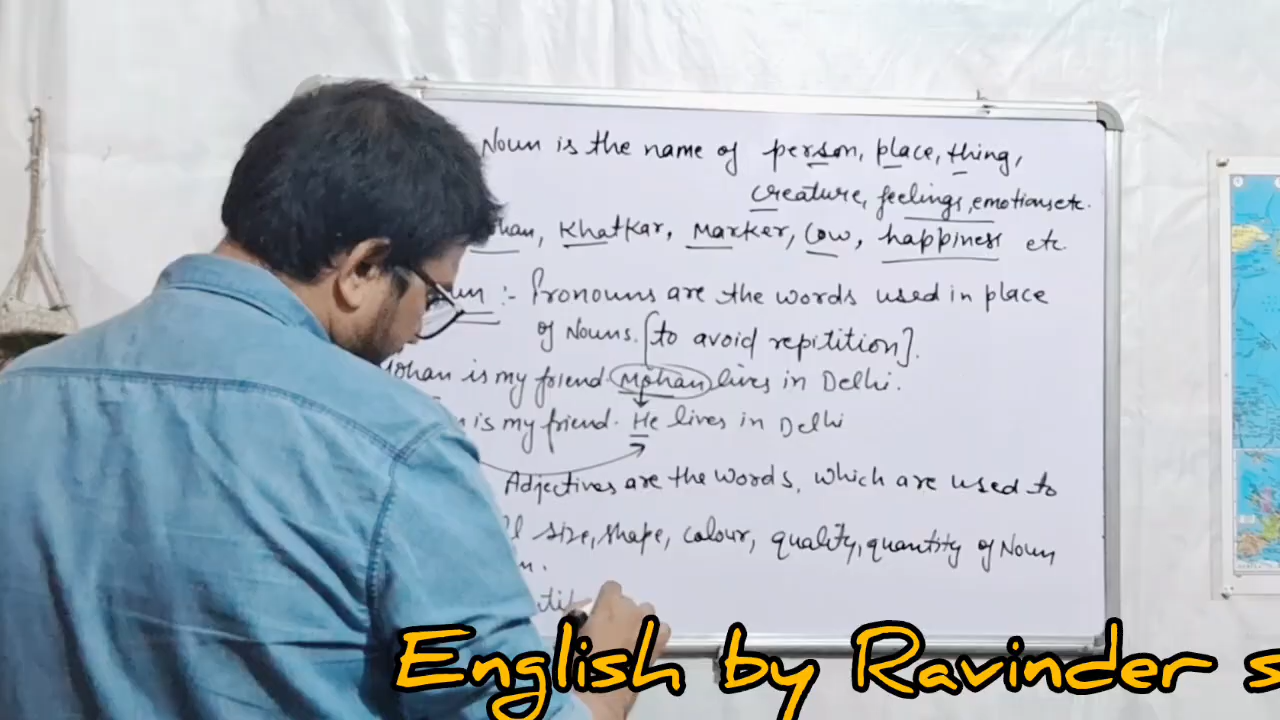 Noun is the name of person, place, thing,
creature, feelings, emotions etc.
Khatkar, Marker, Cow, happiness etc.
:- Pronouns are the words used in place
of Nouns. [to avoid repitition].
Mohan is my friend. Mohan lives in Delhi.
is my friend. He lives in Delhi
Adjectives are the words, which are used to
size, shape, colour, quality, quantity of Noun
English by Ravinder s